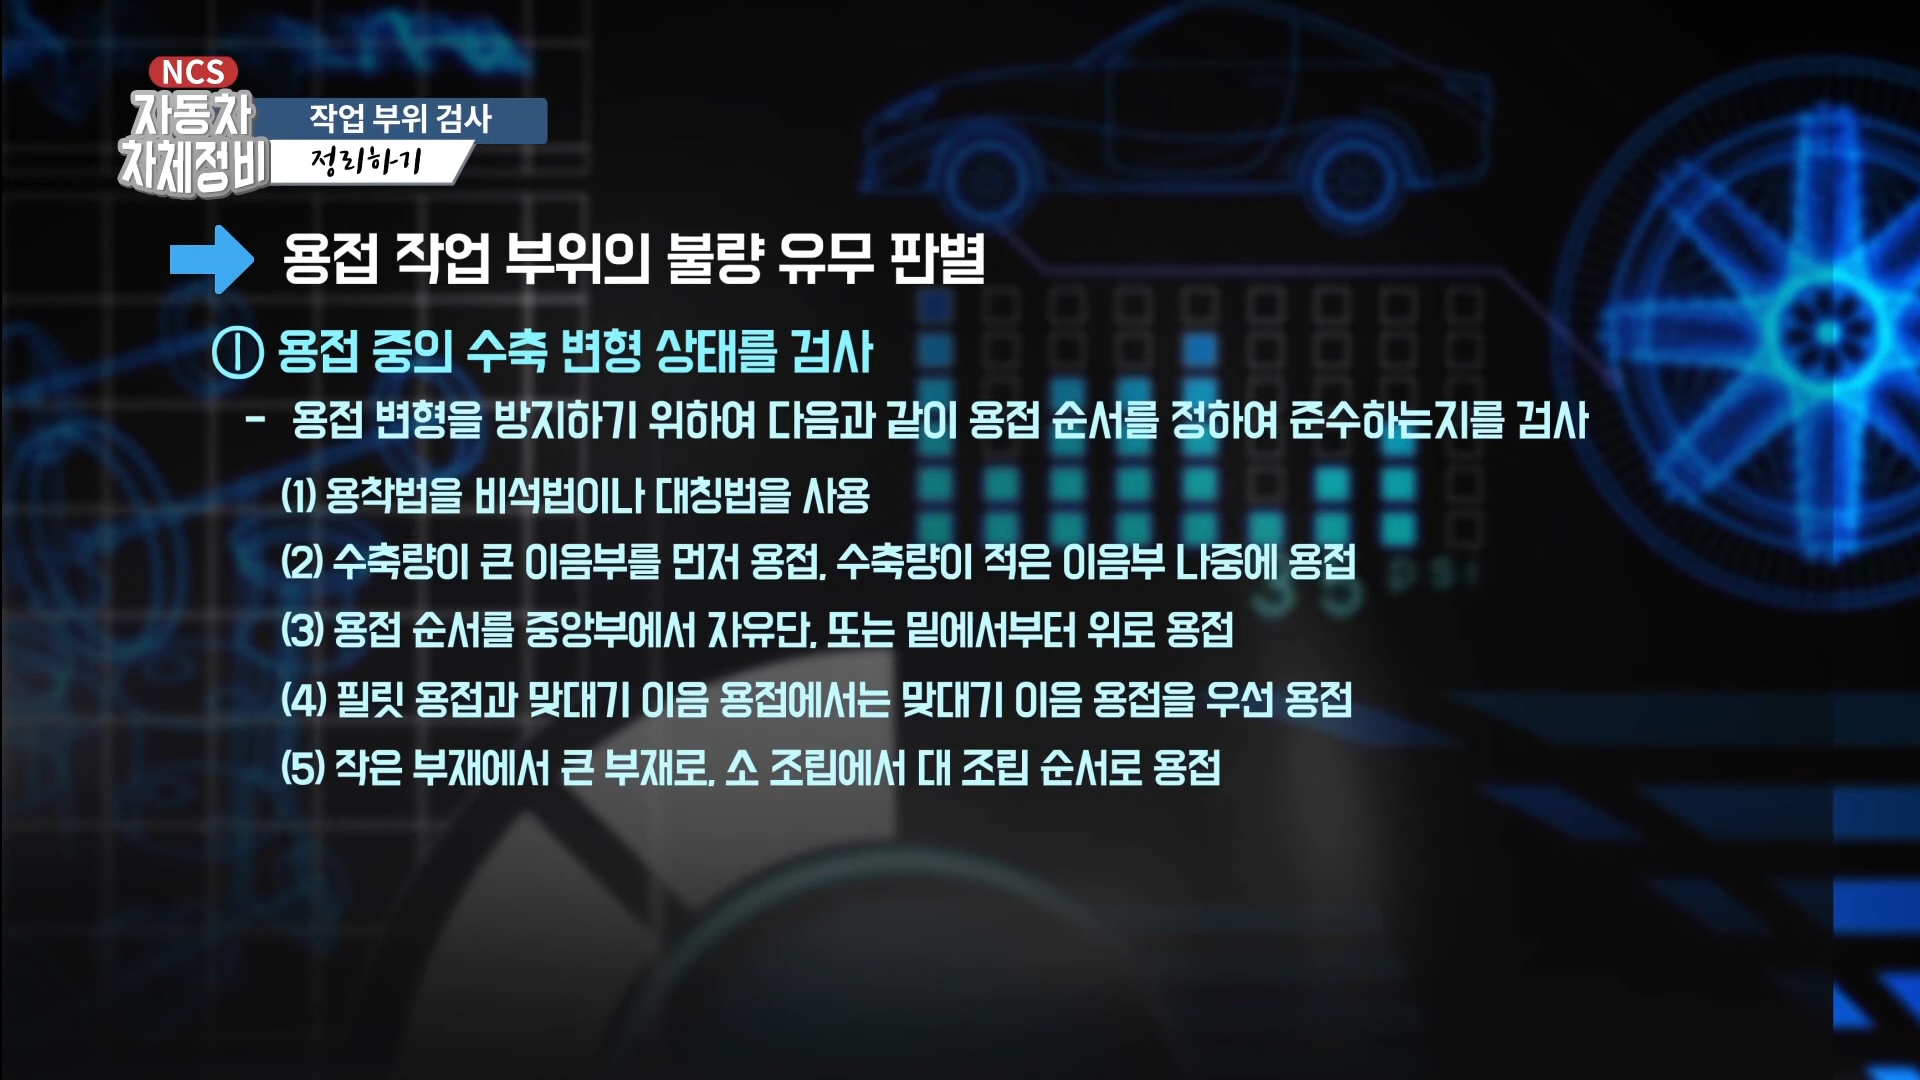 NCS
자동차
차체정비
작업 부위 검사
정리하기
용접 작업 부위의 불량 유무 판별
① 용접 중의 수축 변형 상태를 검사
- 용접 변형을 방지하기 위하여 다음과 같이 용접 순서를 정하여 준수하는지를 검사
(1) 용착법을 비석법이나 대칭법을 사용
(2) 수축량이 큰 이음부를 먼저 용접, 수축량이 적은 이음부 나중에 용접
(3) 용접 순서를 중앙부에서 자유단, 또는 밑에서부터 위로 용접
(4) 필릿 용접과 맞대기 이음 용접에서는 맞대기 이음 용접을 우선 용접
(5) 작은 부재에서 큰 부재로, 소 조립에서 대 조립 순서로 용접
35 PSI